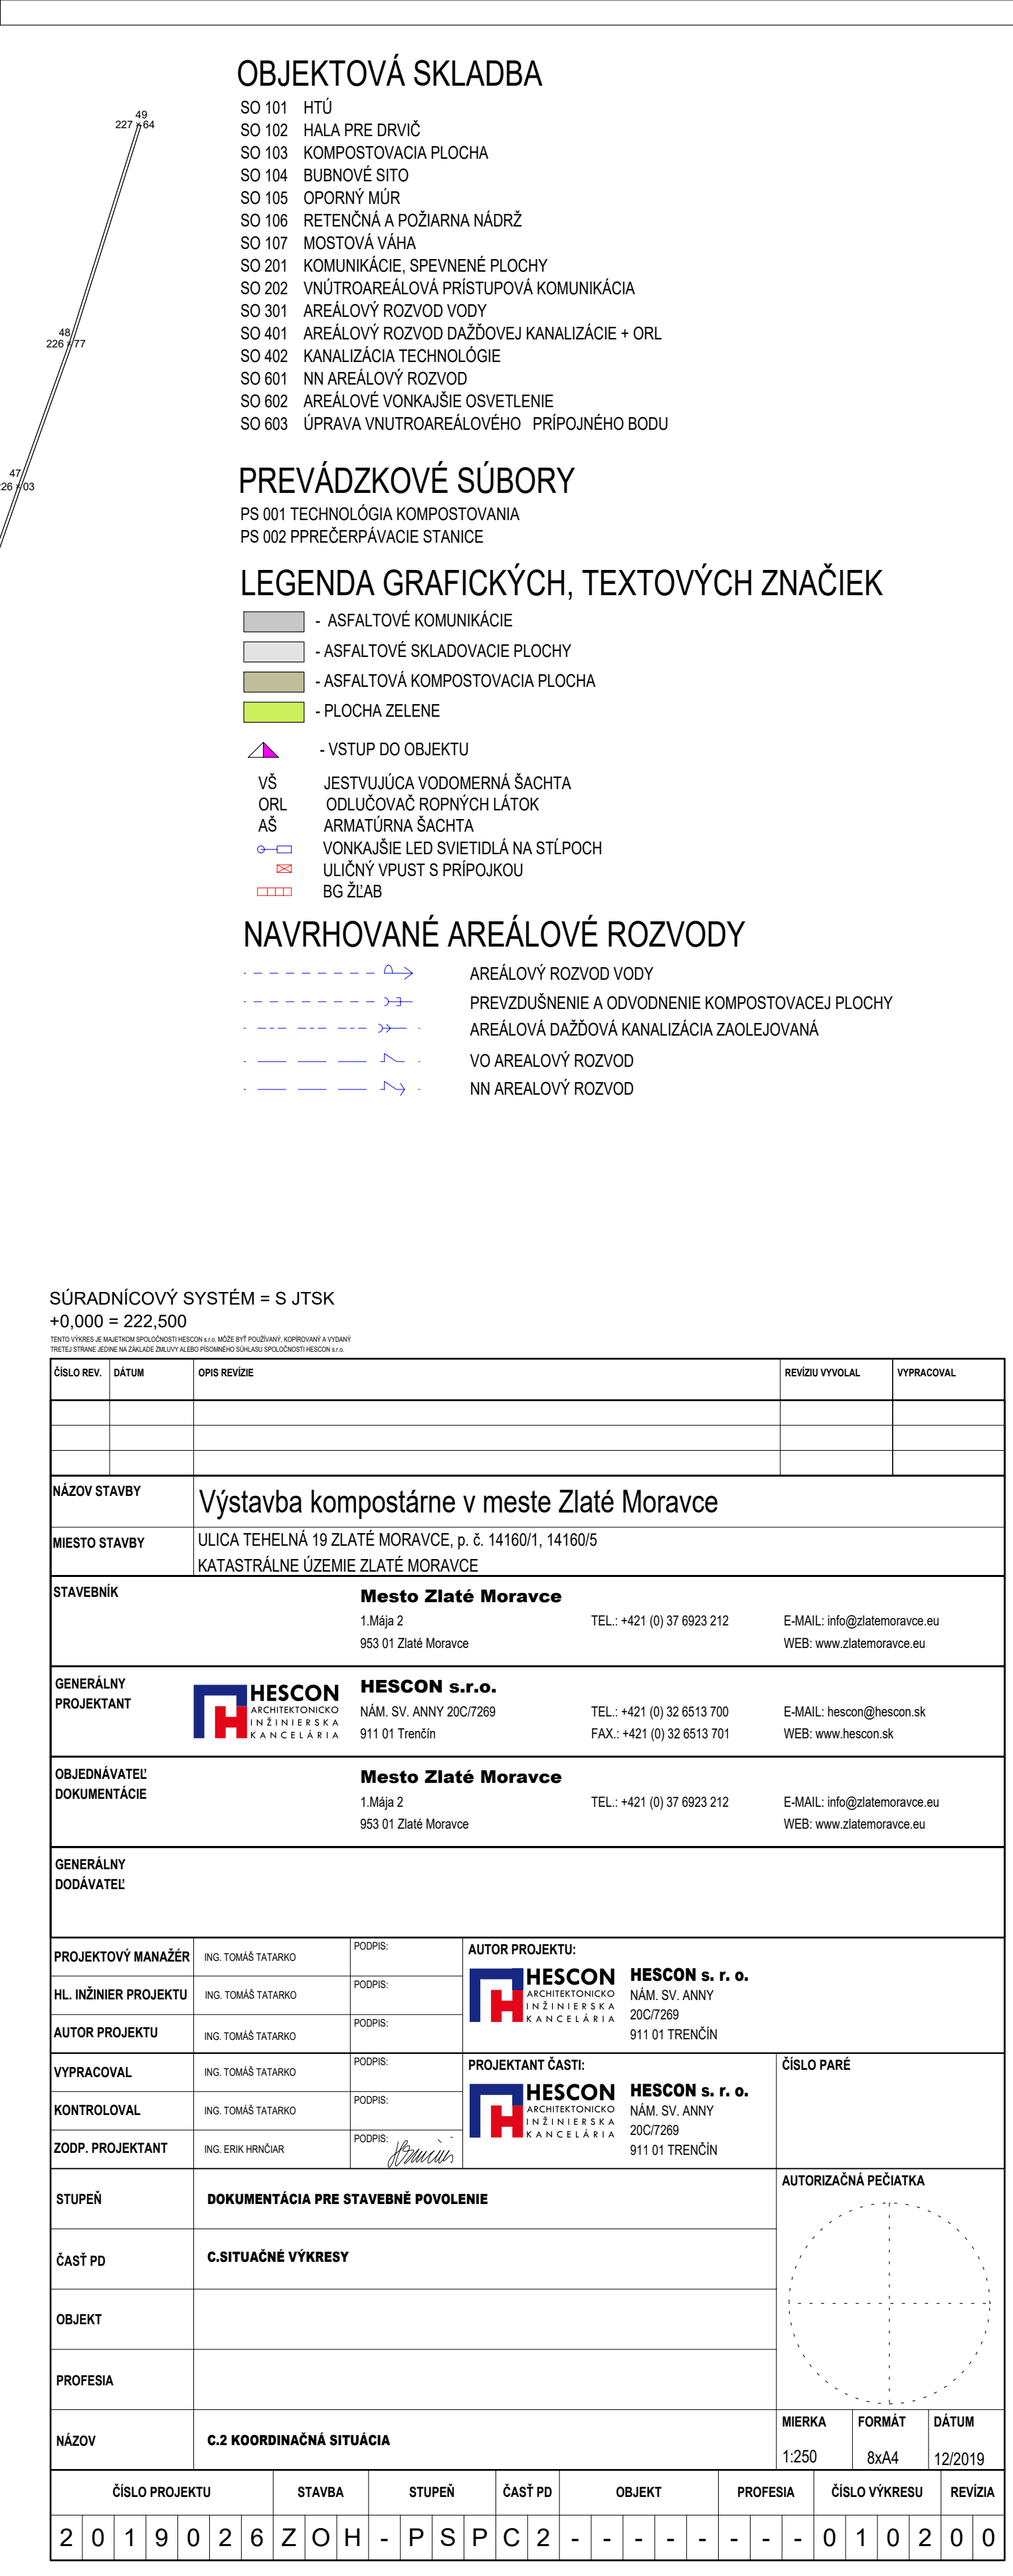 OBJEKTOVÁ SKLADBA
SO 101 HTÚ
SO 102 HALA PRE DRVIČ
SO 103 KOMPOSTOVACIA PLOCHA
SO 104 BUBNOVÉ SITO
SO 105 OPORNÝ MÚR
SO 106 RETENČNÁ A POŽIARNA NÁDRŽ
SO 107 MOSTOVÁ VÁHA
SO 201 KOMUNIKÁCIE, SPEVNENÉ PLOCHY
SO 202 VNÚTROAREÁLOVÁ PRÍSTUPOVÁ KOMUNIKÁCIA
SO 301 AREÁLOVÝ ROZVOD VODY
SO 401 AREÁLOVÝ ROZVOD DAŽĎOVEJ KANALIZÁCIE + ORL
SO 402 KANALIZÁCIA TECHNOLÓGIE
SO 601 NN AREÁLOVÝ ROZVOD
SO 602 AREÁLOVÉ VONKAJŠIE OSVETLENIE
SO 603 ÚPRAVA VNUTROAREÁLOVÉHO PRÍPOJNÉHO BODU
49
227 64
48
226 77
47
26 03
PREVÁDZKOVÉ SÚBORY
PS 001 TECHNOLÓGIA KOMPOSTOVANIA
PS 002 PPREČERPÁVACIE STANICE
LEGENDA GRAFICKÝCH, TEXTOVÝCH ZNAČIEK
- ASFALTOVÉ KOMUNIKÁCIE
- ASFALTOVÉ SKLADOVACIE PLOCHY
- ASFALTOVÁ KOMPOSTOVACIA PLOCHA
- PLOCHA ZELENE
- VSTUP DO OBJEKTU
VŠ JESTVUJÚCA VODOMERNÁ ŠACHTA
ORL ODLUČOVAČ ROPNÝCH LÁTOK
AŠ ARMATÚRNA ŠACHTA
VONKAJŠIE LED SVIETIDLÁ NA STĹPOCH
ULIČNÝ VPUST S PRÍPOJKOU
BG ŽĽAB
NAVRHOVANÉ AREÁLOVÉ ROZVODY
AREÁLOVÝ ROZVOD VODY
PREVZDUŠNENIE A ODVODNENIE KOMPOSTOVACEJ PLOCHY
AREÁLOVÁ DAŽĎOVÁ KANALIZÁCIA ZAOLEJOVANÁ
VO AREALOVÝ ROZVOD
NN AREALOVÝ ROZVOD
SÚRADNÍCOVÝ SYSTÉM = S JTSK
+0,000 = 222,500
TENTO VÝKRES JE MAJETKOM SPOLOČNOSTI HESCON s.r.o. MÔŽE BYŤ POUŽÍVANÝ, KOPÍROVANÝ A VYDANÝ
TRETEJ STRANE JEDINE NA ZÁKLADE ZMLUVY ALEBO PÍSOMNÉHO SÚHLASU SPOLOČNOSTI HESCON s.r.o.
ČÍSLO REV. DÁTUM OPIS REVÍZIE REVÍZIU VYVOLAL VYPRACOVAL
NÁZOV STAVBY Výstavba kompostárne v meste Zlaté Moravce
MIESTO STAVBY ULICA TEHELNÁ 19 ZLATÉ MORAVCE, p. č. 14160/1, 14160/5
KATASTRÁLNE ÚZEMIE ZLATÉ MORAVCE
STAVEBNÍK Mesto Zlaté Moravce
1.Mája 2 TEL.: +421 (0) 37 6923 212 E-MAIL: info@zlatemoravce.eu
953 01 Zlaté Moravce WEB: www.zlatemoravce.eu
GENERÁLNY PROJEKTANT
HESCON
ARCHITEKTONICKO
INŽINIERSKA
KANCELÁRIA
HESCON s.r.o.
NÁM. SV. ANNY 20C/7269 TEL.: +421 (0) 32 6513 700 E-MAIL: hescon@hescon.sk
911 01 Trenčín FAX.: +421 (0) 32 6513 701 WEB: www.hescon.sk
OBJEDNÁVATEĽ
DOKUMENTÁCIE
Mesto Zlaté Moravce
1.Mája 2 TEL.: +421 (0) 37 6923 212 E-MAIL: info@zlatemoravce.eu
953 01 Zlaté Moravce WEB: www.zlatemoravce.eu
GENERÁLNY
DODÁVATEĽ
PROJEKTOVÝ MANAŽÉR ING. TOMÁŠ TATARKO PODPIS:
HL. INŽINIER PROJEKTU ING. TOMÁŠ TATARKO PODPIS:
AUTOR PROJEKTU ING. TOMÁŠ TATARKO PODPIS:
AUTOR PROJEKTU:
HESCON
ARCHITEKTONICKO
INŽINIERSKA
KANCELÁRIA
HESCON s. r. o.
NÁM. SV. ANNY
20C/7269
911 01 TRENČÍN
VYPRACOVAL ING. TOMÁŠ TATARKO PODPIS:
KONTROLOVAL ING. TOMÁŠ TATARKO PODPIS:
ZODP. PROJEKTANT ING. ERIK HRNČIAR PODPIS:
PROJEKTANT ČASTI:
HESCON
ARCHITEKTONICKO
INŽINIERSKA
KANCELÁRIA
HESCON s. r. o.
NÁM. SV. ANNY
20C/7269
911 01 TRENČÍN
ČÍSLO PARÉ
STUPEŇ DOKUMENTÁCIA PRE STAVEBNĚ POVOLENIE
AUTORIZAČNÁ PEČIATKA
ČASŤ PD C.SITUAČNÉ VÝKRESY
OBJEKT
PROFESIA
NÁZOV C.2 KOORDINAČNÁ SITUÁCIA
MIERKA FORMÁT DÁTUM
1:250 8xA4 12/2019
ČÍSLO PROJEKTU STAVBA STUPEŇ ČASŤ PD OBJEKT PROFESIA ČÍSLO VÝKRESU REVÍZIA
2 0 1 9 0 2 6 Z O H - P S P C 2 - - - - - - - - 0 1 0 2 0 0